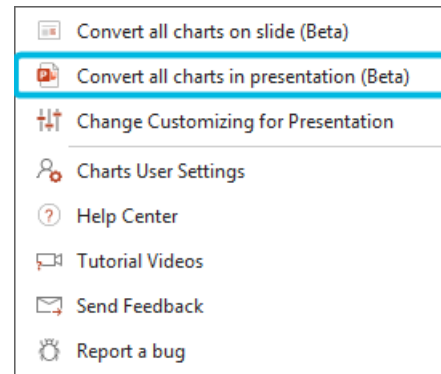 Convert all charts on slide (Beta)
Convert all charts in presentation (Beta)
Change Customizing for Presentation
Charts User Settings
Help Center
Tutorial Videos
Send Feedback
Report a bug